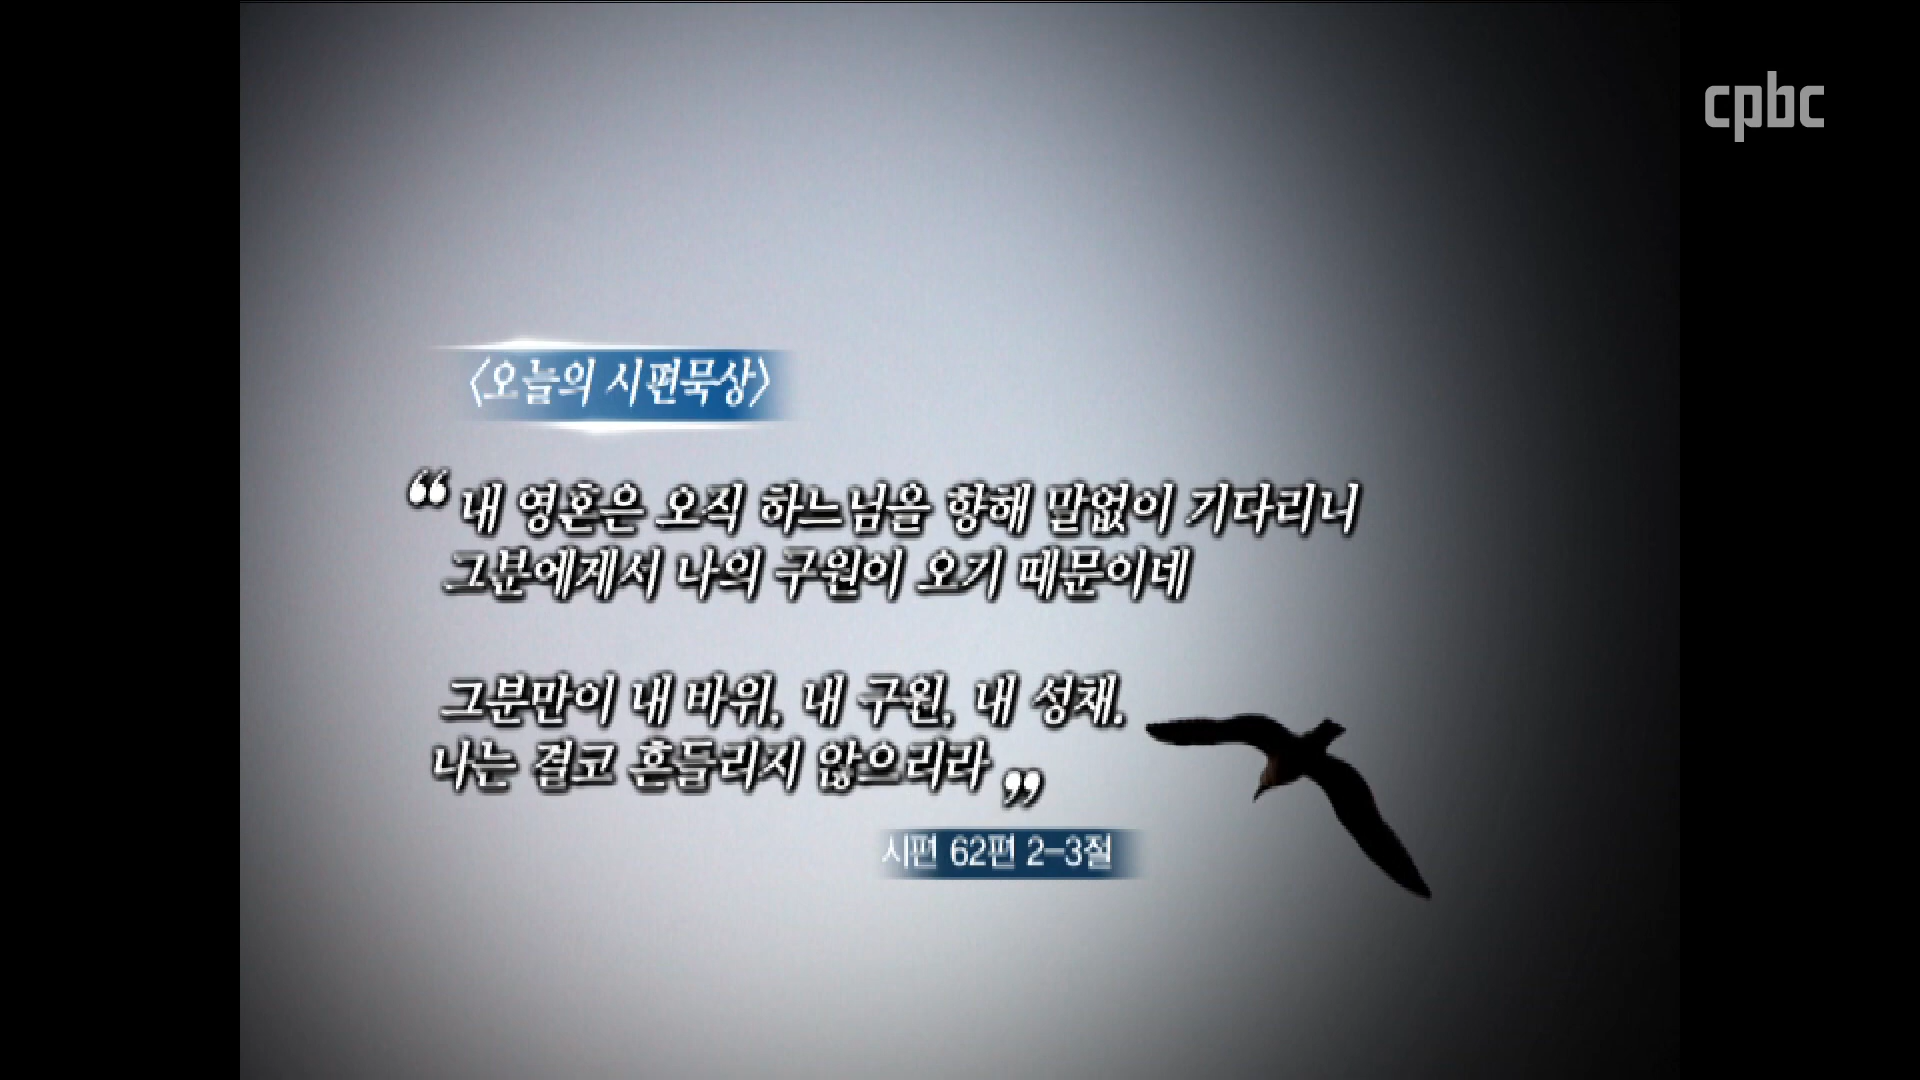 cpbc
<오늘의 시편묵상>
“내 영혼은 오직 하느님을 향해 말없이 기다리니
그분에게서 나의 구원이 오기 때문이네
그분만이 내 바위, 내 구원, 내 성채.
나는 결코 흔들리지 않으리라”
시편 62편 2-3절